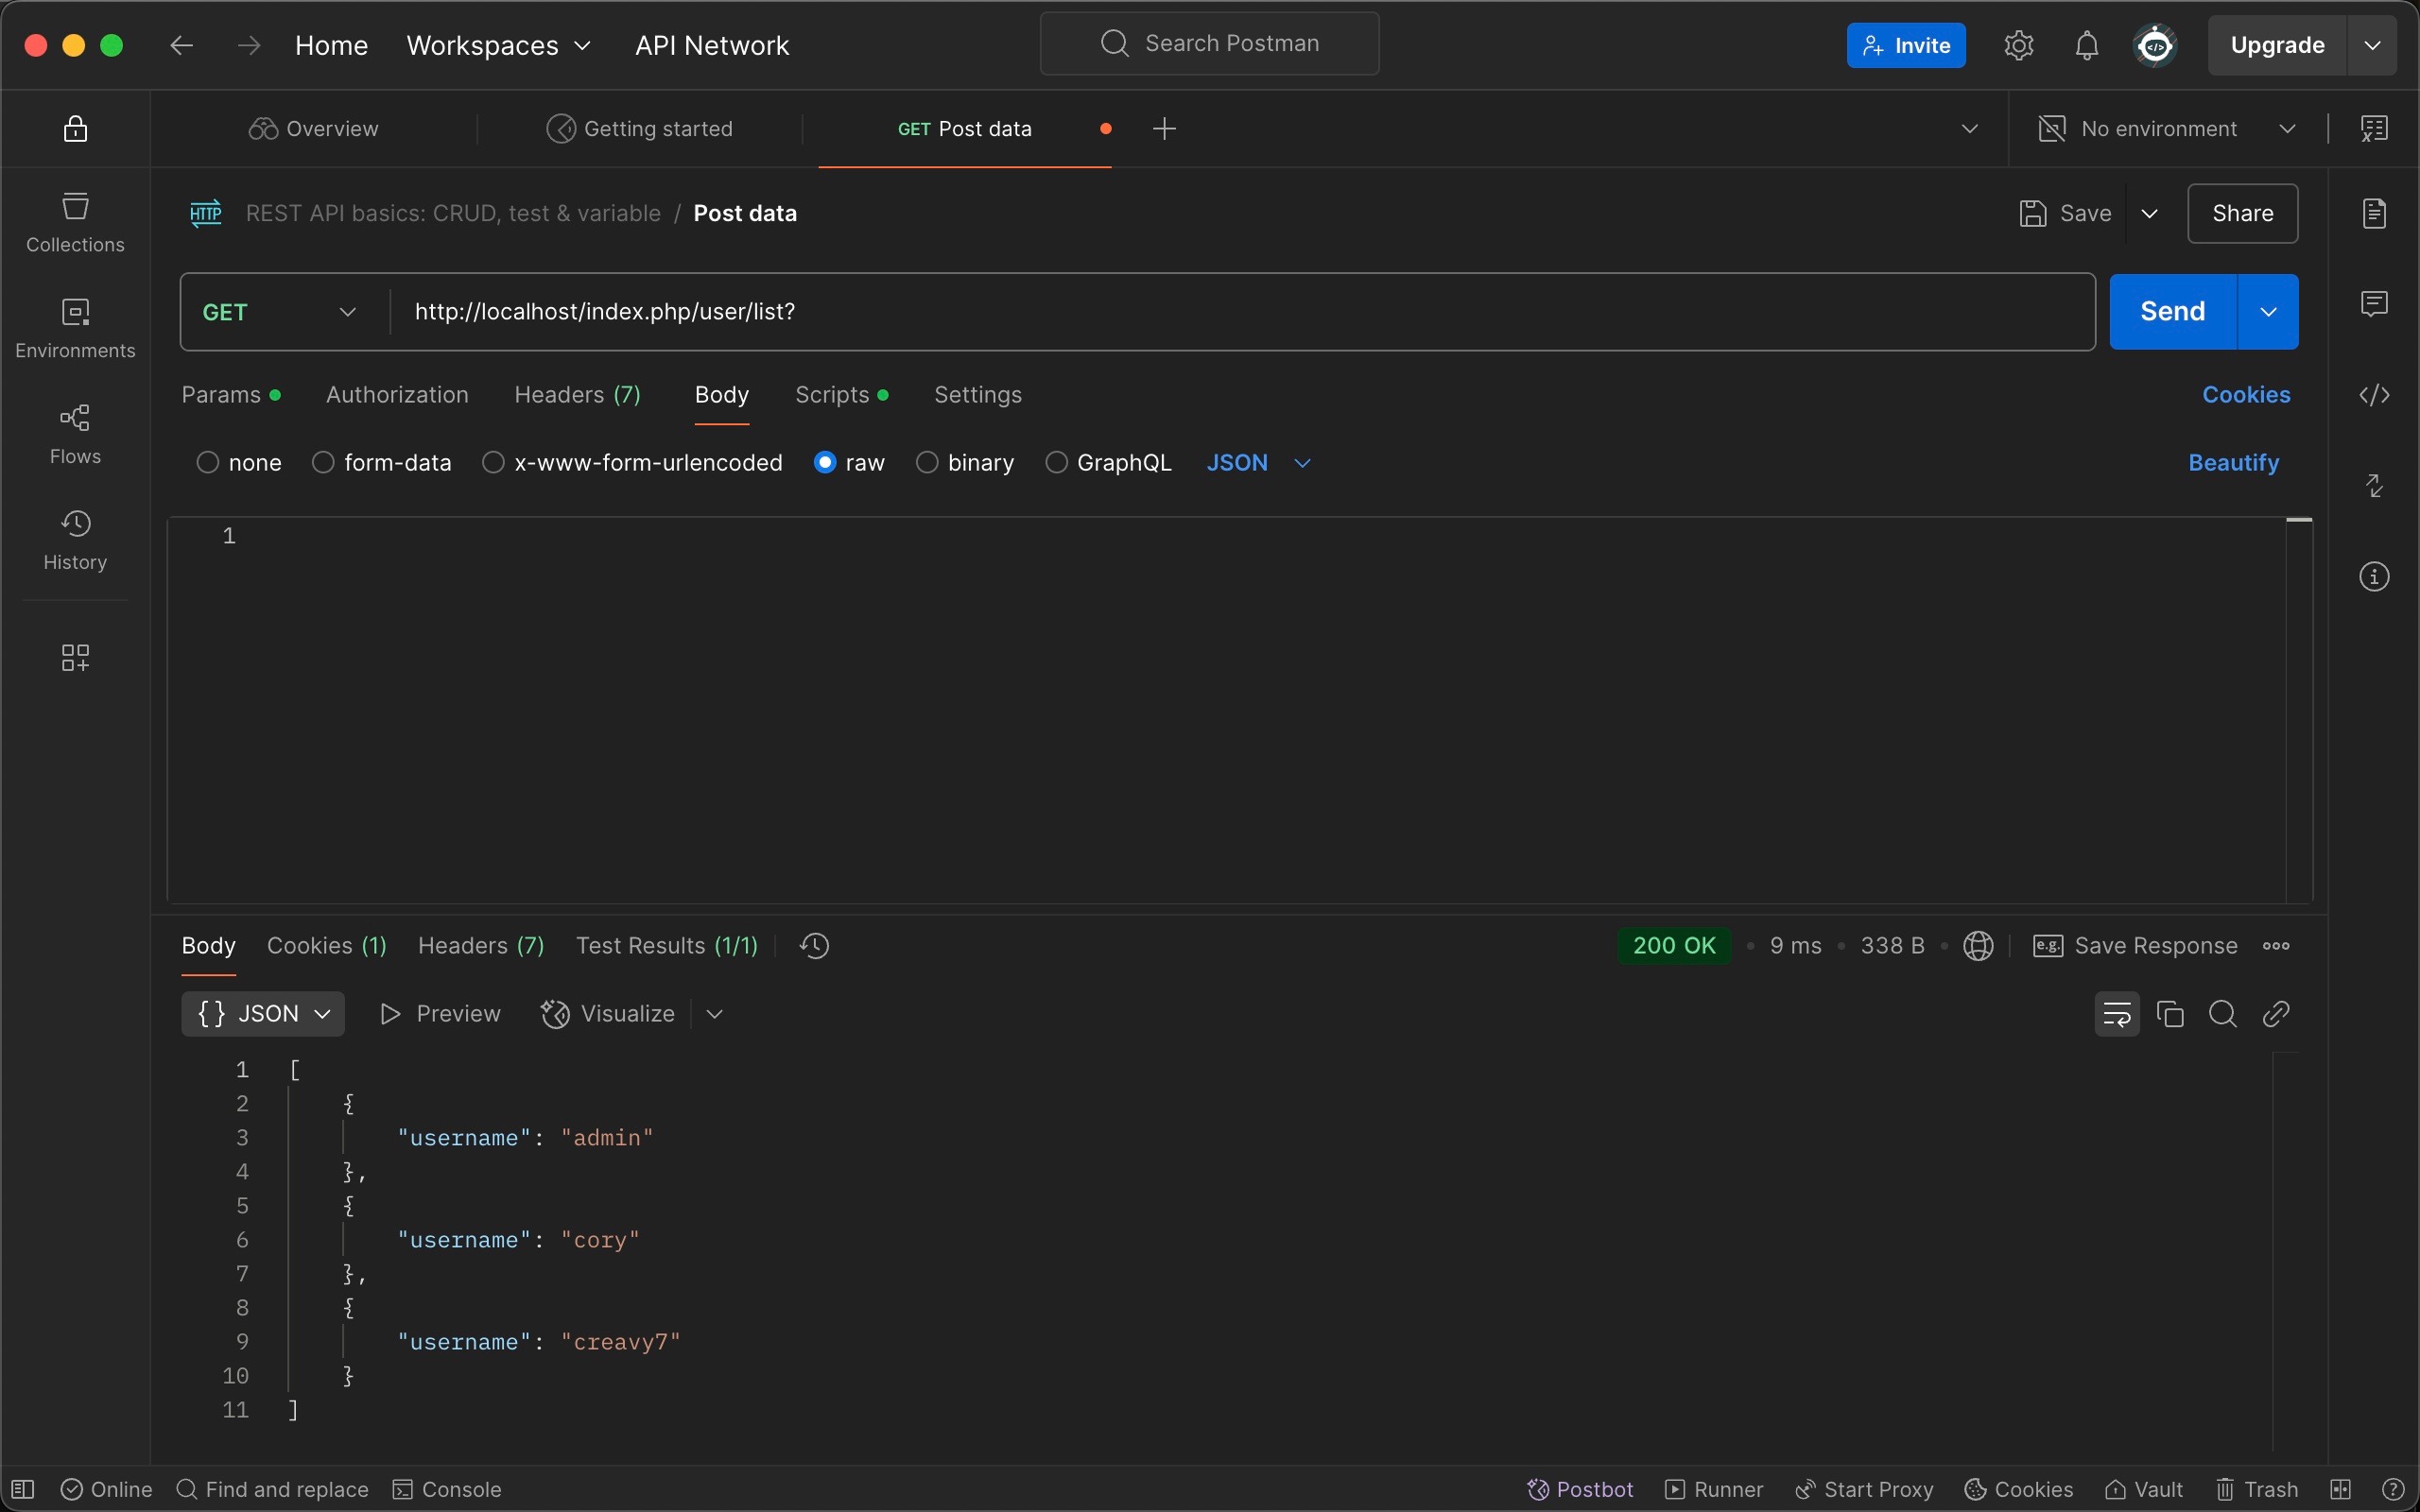 Home Workspaces API Network Search Postman Invite Upgrade
Overview Getting started GET Post data No environment
HTTP REST API basics: CRUD, test & variable / Post data Save Share
Collections
GET http://localhost/index.php/user/list? Send
Environments
Params Authorization Headers (7) Body Scripts Settings Cookies
Flows
none form-data x-www-form-urlencoded raw binary GraphQL JSON Beautify
1
History
Body Cookies (1) Headers (7) Test Results (1/1) 200 OK 9 ms 338 B e.g. Save Response
{} JSON Preview Visualize
1 [
2 {
3 "username": "admin"
4 },
5 {
6 "username": "cory"
7 },
8 {
9 "username": "creavy7"
10 }
11 ]
Online Find and replace Console Postbot Runner Start Proxy Cookies Vault Trash